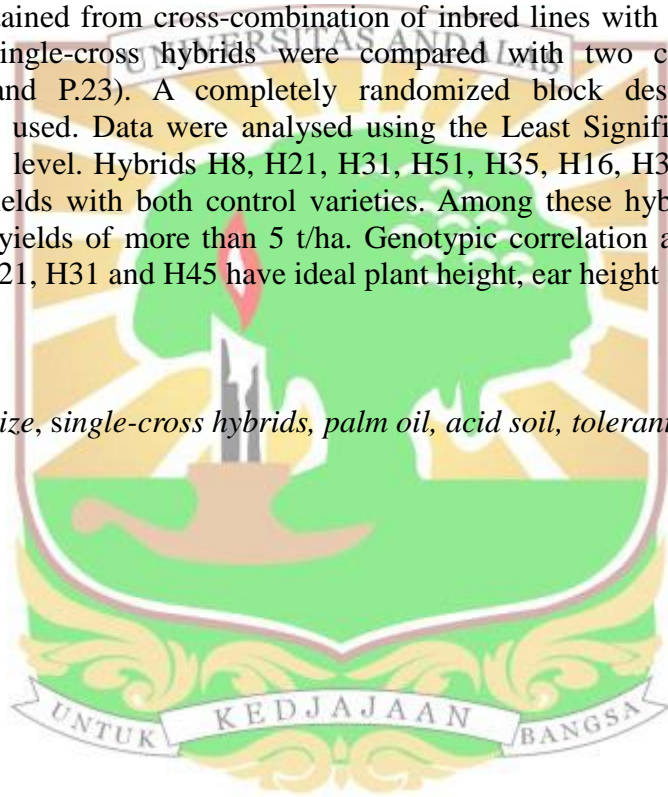 tained from cross-combination of inbred lines with
ingle-cross hybrids were compared with two c
and P.23). A completely randomized block des
used. Data were analysed using the Least Signifi
level. Hybrids H8, H21, H31, H51, H35, H16, H3
ields with both control varieties. Among these hyb
yields of more than 5 t/ha. Genotypic correlation a
21, H31 and H45 have ideal plant height, ear height
ize, single-cross hybrids, palm oil, acid soil, toleran
UNIVERSITAS ANDALAS
UNTUK KEDJAJAAN BANGSA